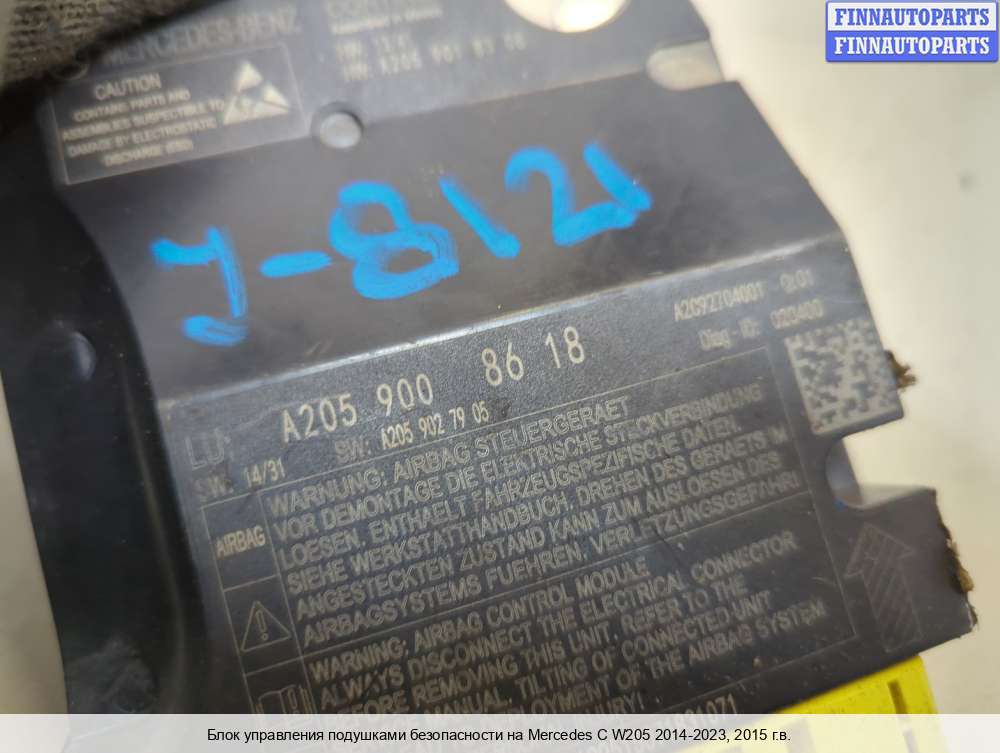 FINNAUTOPARTS
FINNAUTOPARTS
MERCEDES-BENZ
CAUTION
CONTAINS PARTS AND
ASSEMBLIES SUSPECTIBLE TO
DAMAGE BY ELECTROSTATIC
DISCHARGE (ESD)
A205 901
J-8121
A205 900 86 18
A2C92704001
Diag.-ID: 020400
SW: 14/31
SW: A205 902 79 05
AIRBAG
WARNUNG: AIRBAG STEUERGERAET
VOR DEMONTAGE DIE ELEKTRISCHE STECKVERBINDUNG
LOESEN. ENTHAELT FAHRZEUGSPEZIFISCHE DATEN.
SIEHE WERKSTATTHANDBUCH. DREHEN DES GERAETS IM
ANGESTECKTEN ZUSTAND KANN ZUM AUSLOESEN DES
AIRBAGSYSTEMS FUEHREN. VERLETZUNGSGEFAHR!
WARNING: AIRBAG CONTROL MODULE
ALWAYS DISCONNECT THE ELECTRICAL CONNECTOR
BEFORE REMOVING THIS UNIT. REFER TO THE
MANUAL. TILTING OF CONNECTED UNIT
DEPLOYMENT OF THE AIRBAG SYSTEM
INJURY!
Блок управления подушками безопасности на Mercedes C W205 2014-2023, 2015 г.в.